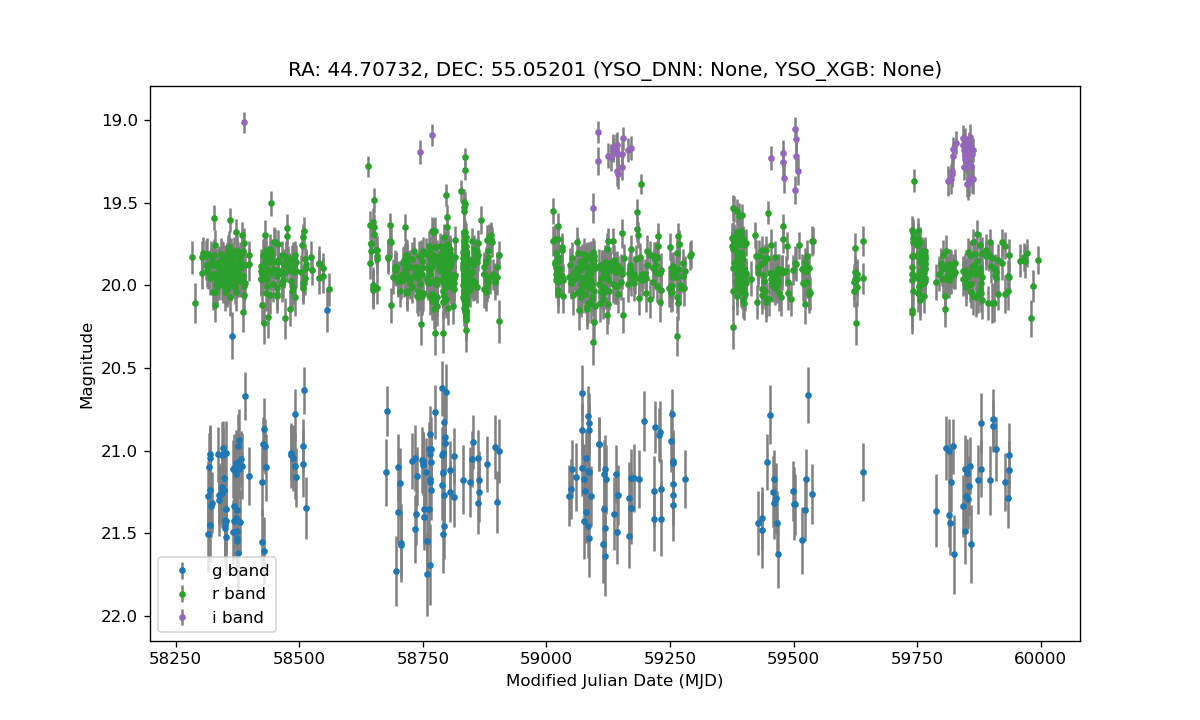 RA: 44.70732, DEC: 55.05201 (YSO_DNN: None, YSO_XGB: None)
19.0
19.5
20.0
20.5
21.0
21.5
22.0
Magnitude
g band
r band
i band
58250 58500 58750 59000 59250 59500 59750 60000
Modified Julian Date (MJD)